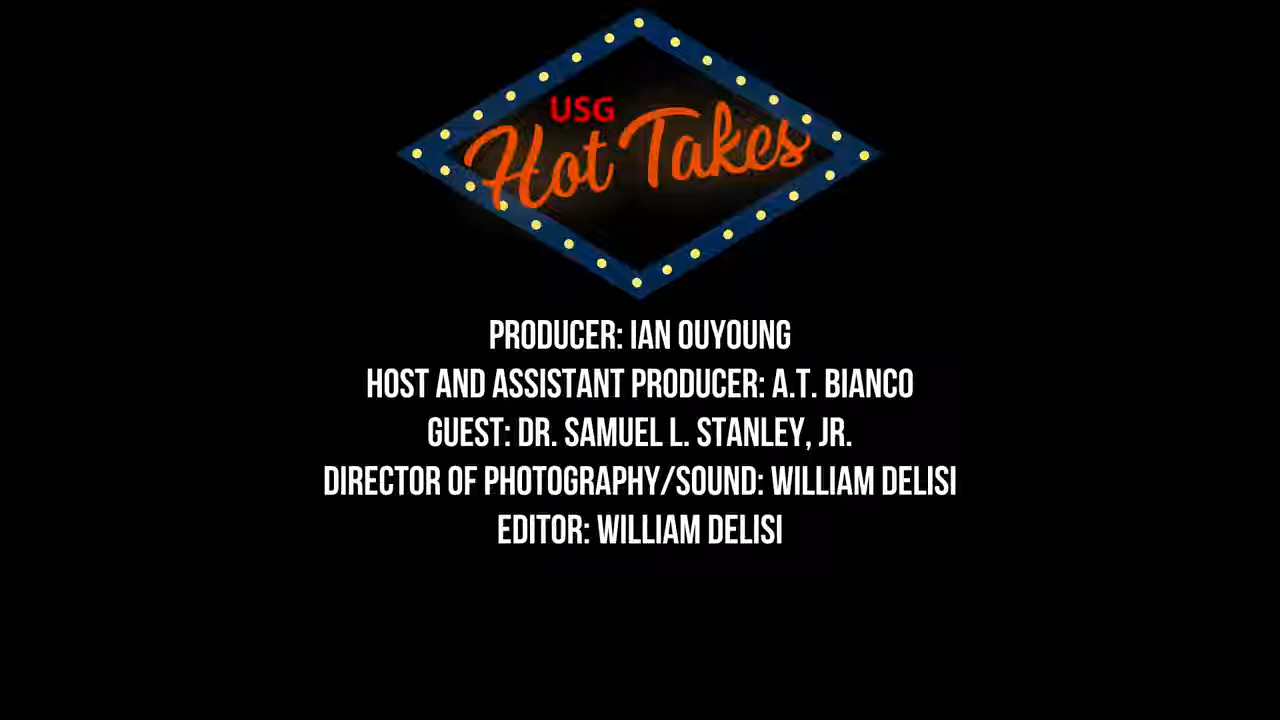 USG
Hot Takes
PRODUCER: IAN OUYOUNG
HOST AND ASSISTANT PRODUCER: A.T. BIANCO
GUEST: DR. SAMUEL L. STANLEY, JR.
DIRECTOR OF PHOTOGRAPHY/SOUND: WILLIAM DELISI
EDITOR: WILLIAM DELISI